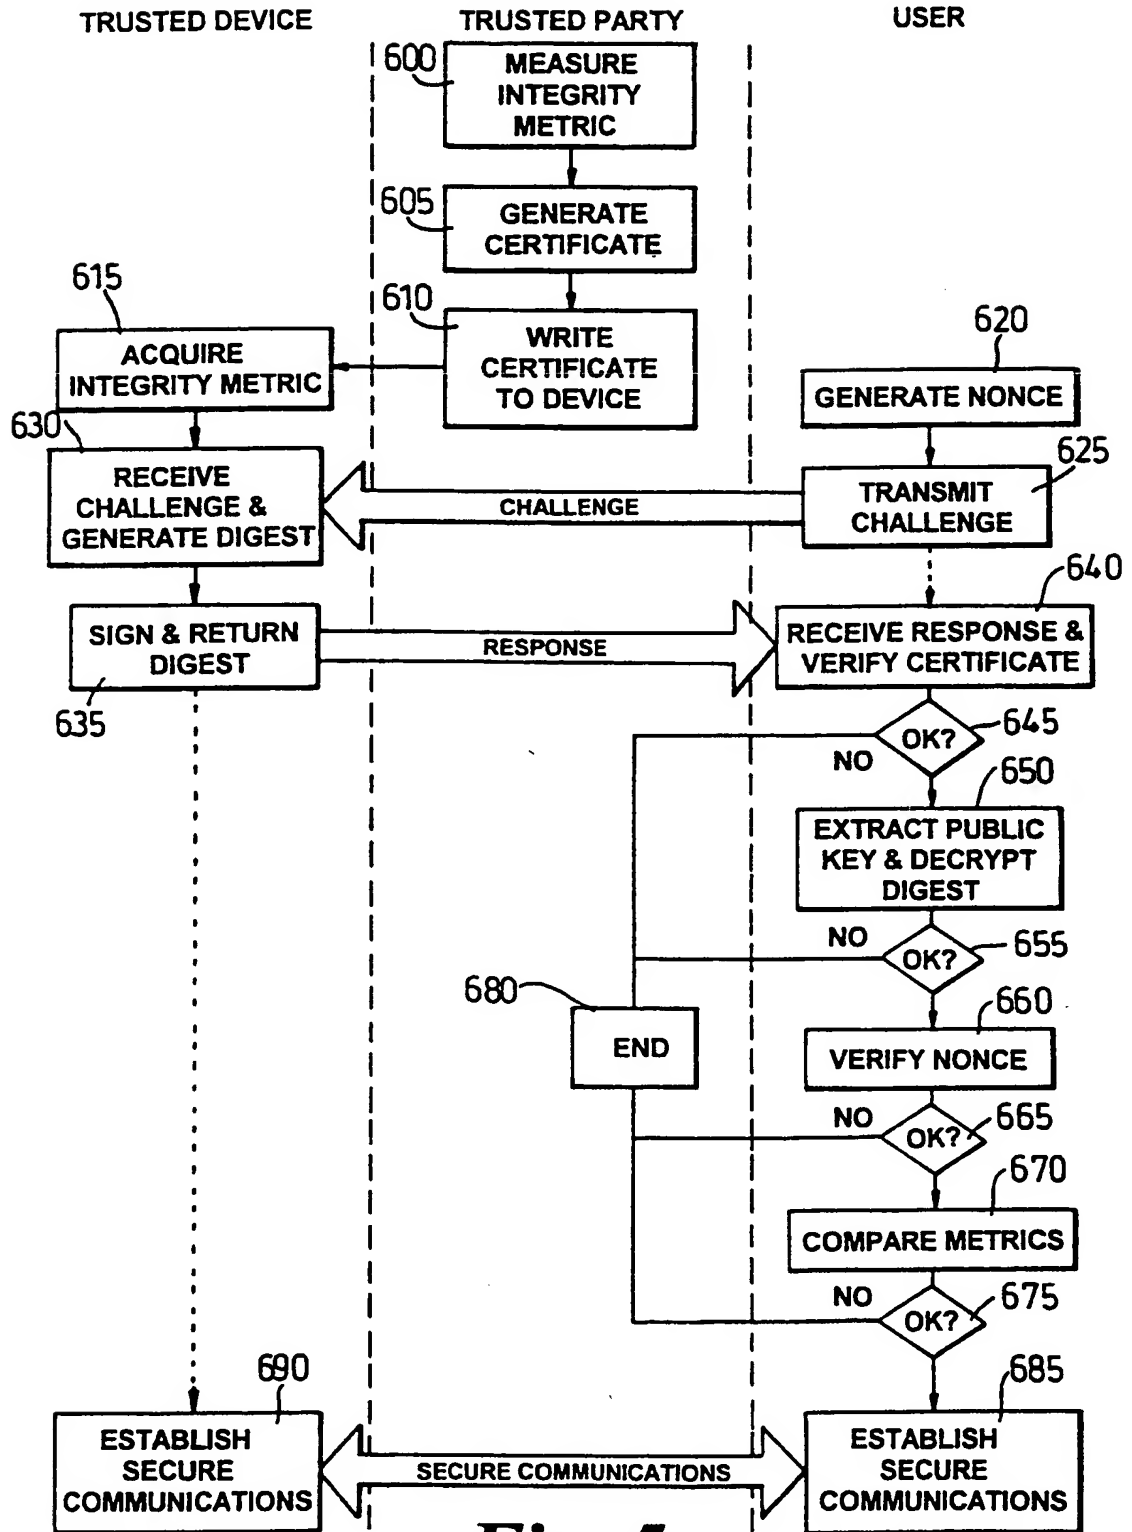 TRUSTED DEVICE
TRUSTED PARTY
USER
600
MEASURE
INTEGRITY
METRIC
605
GENERATE
CERTIFICATE
615
610
WRITE
CERTIFICATE
TO DEVICE
ACQUIRE
INTEGRITY METRIC
620
GENERATE NONCE
630
RECEIVE
CHALLENGE &
GENERATE DIGEST
CHALLENGE
625
TRANSMIT
CHALLENGE
640
SIGN & RETURN
DIGEST
635
RESPONSE
RECEIVE RESPONSE &
VERIFY CERTIFICATE
645
OK?
NO
650
EXTRACT PUBLIC
KEY & DECRYPT
DIGEST
NO
OK?
655
680
END
660
VERIFY NONCE
NO
OK?
665
670
COMPARE METRICS
NO
OK?
675
690
ESTABLISH
SECURE
COMMUNICATIONS
SECURE COMMUNICATIONS
685
ESTABLISH
SECURE
COMMUNICATIONS